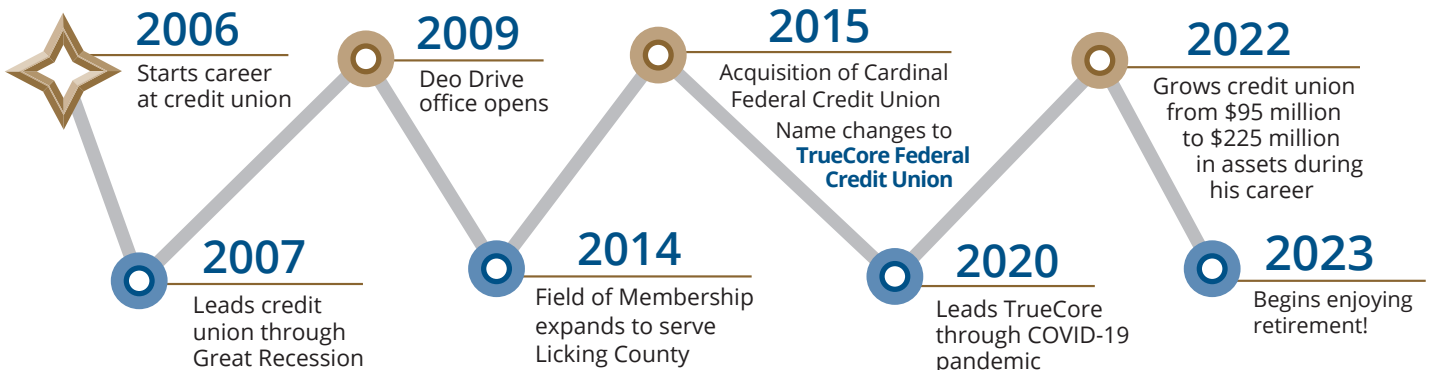 2006
Starts career
at credit union
2007
Leads credit
union through
Great Recession
2009
Deo Drive
office opens
2014
Field of Membership
expands to serve
Licking County
2015
Acquisition of Cardinal
Federal Credit Union
Name changes to
TrueCore Federal
Credit Union
2020
Leads TrueCore
through COVID-19
pandemic
2022
Grows credit union
from $95 million
to $225 million
in assets during
his career
2023
Begins enjoying
retirement!